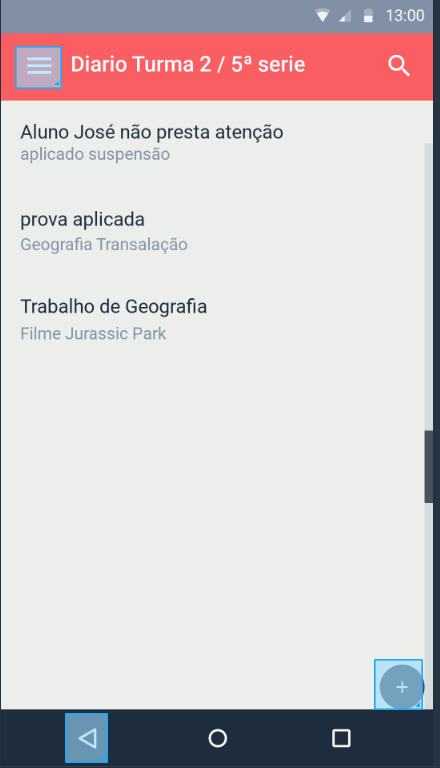 13:00
Diario Turma 2 / 5ª serie
Aluno José não presta atenção
aplicado suspensão
prova aplicada
Geografia Transalação
Trabalho de Geografia
Filme Jurassic Park
+